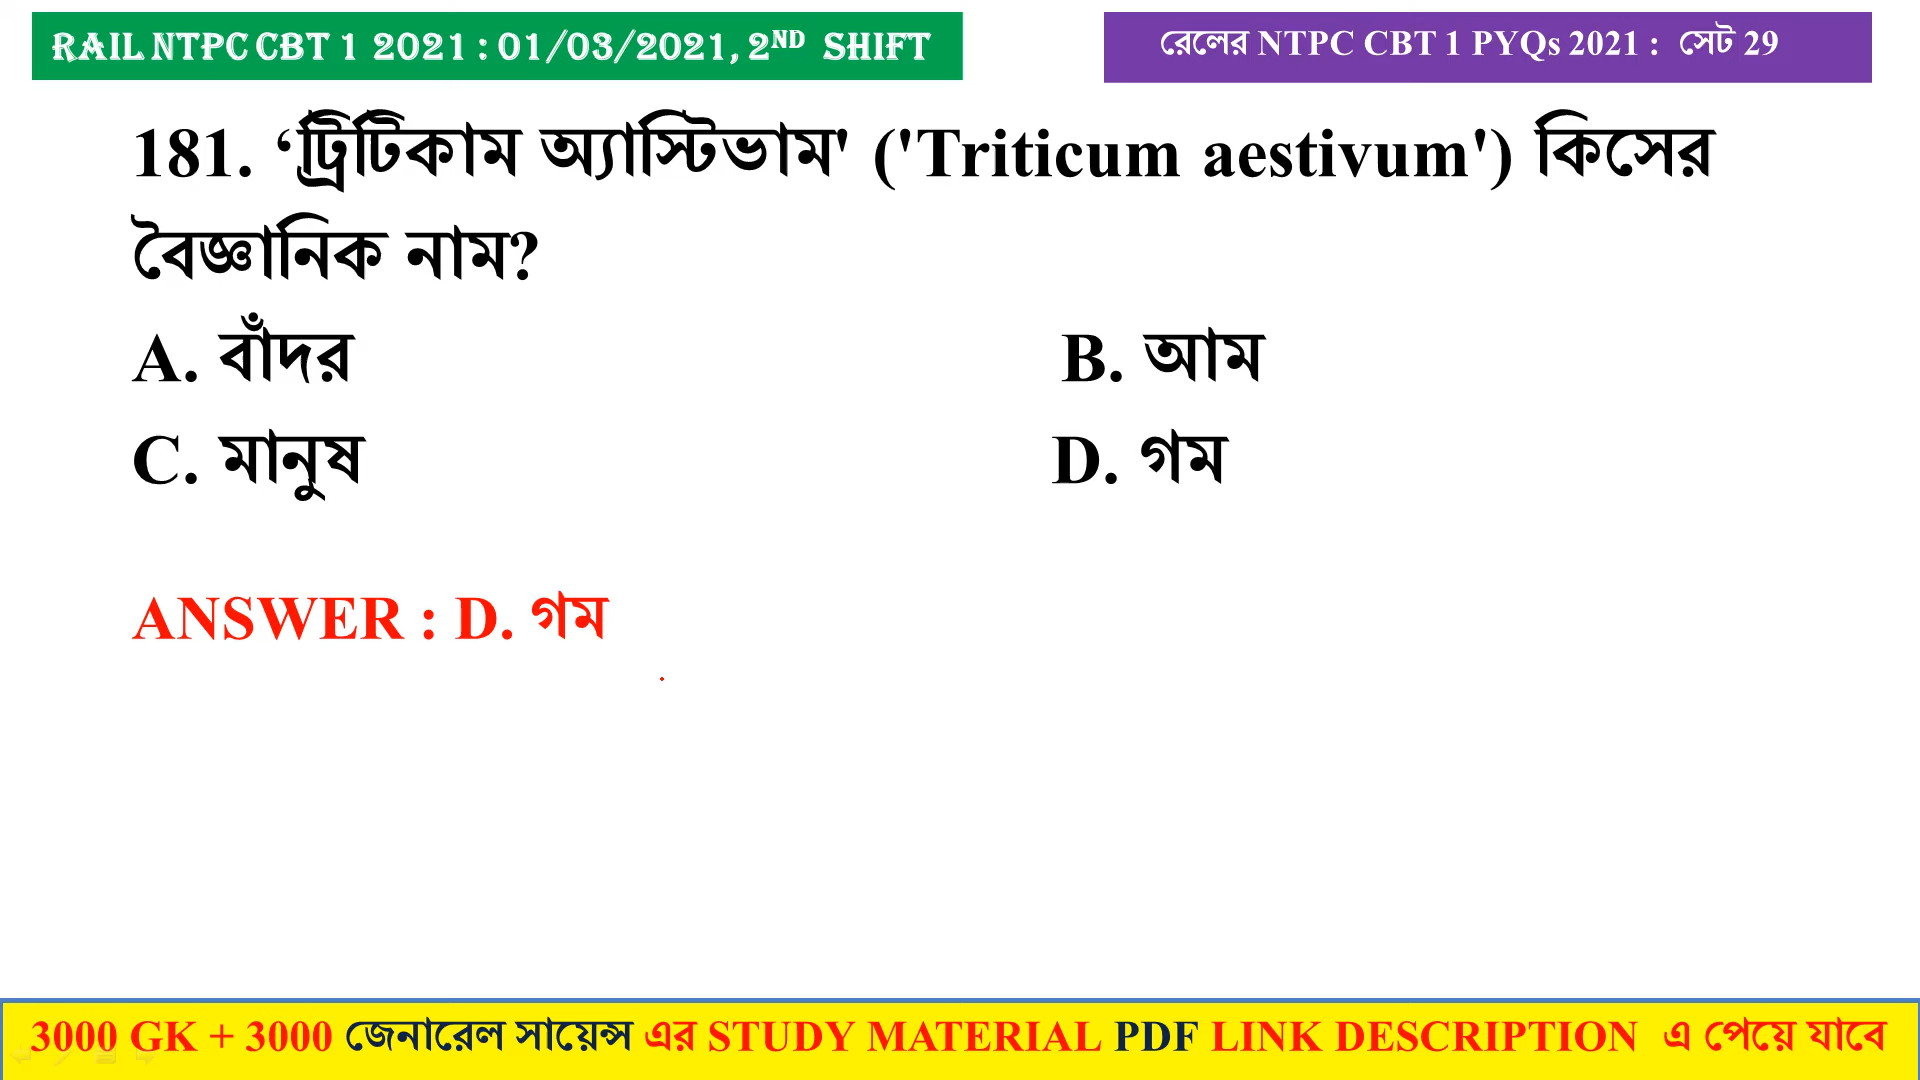 RAIL NTPC CBT 1 2021 : 01/03/2021, 2ND SHIFT
রেলের NTPC CBT 1 PYQs 2021 : সেট 29
181. ‘ট্রিটিকাম অ্যাস্টিভাম' ('Triticum aestivum') কিসের
বৈজ্ঞানিক নাম?
A. বাঁদর B. আম
C. মানুষ D. গম
ANSWER : D. গম
3000 GK + 3000 জেনারেল সায়েন্স এর STUDY MATERIAL PDF LINK DESCRIPTION এ পেয়ে যাবে